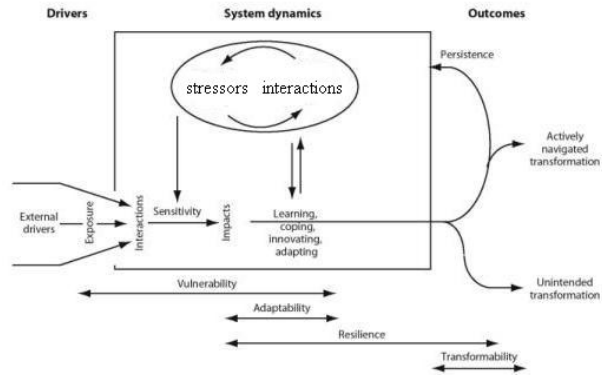 Drivers System dynamics Outcomes
Persistence
stressors interactions
Actively
navigated
transformation
External
drivers
Exposure
Interactions
Sensitivity
Impacts
Learning,
coping,
innovating,
adapting
Unintended
transformation
Vulnerability
Adaptability
Resilience
Transformability